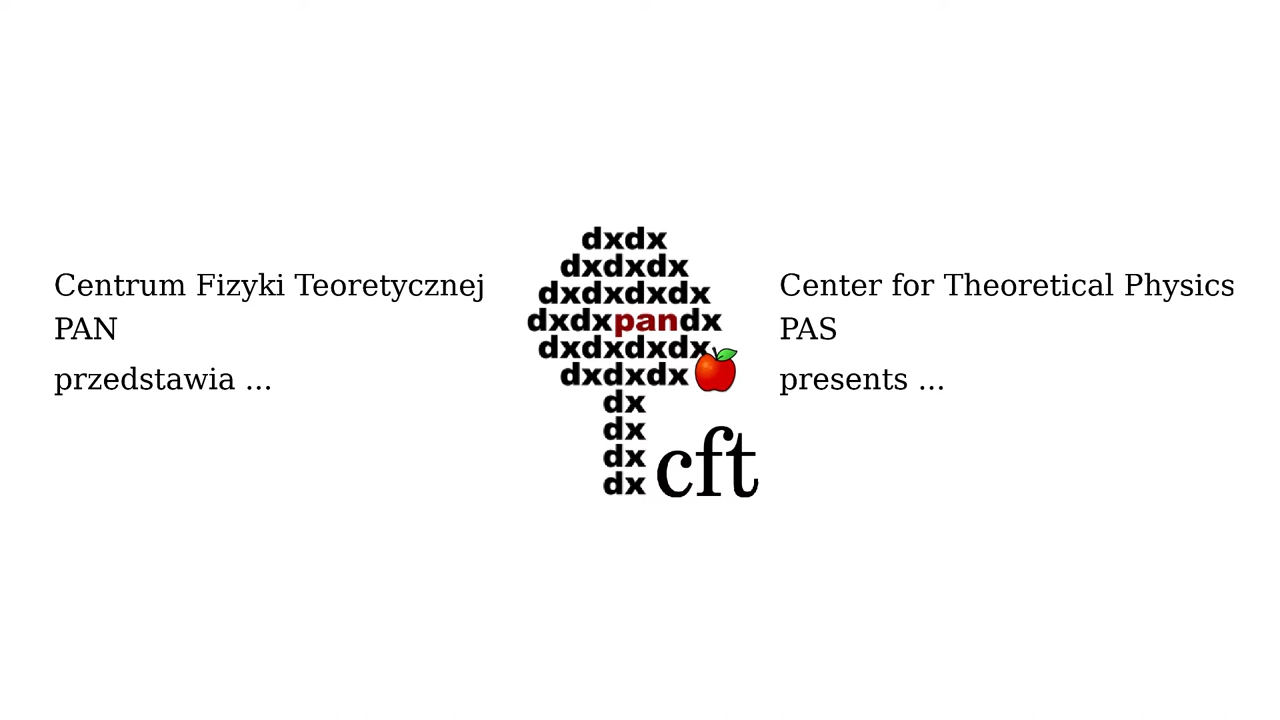 Centrum Fizyki Teoretycznej
PAN
przedstawia ...
dxdx
dxdxdx
dxdxdxdx
dxdxpandx
dxdxdxdx
dxdxdx
dx
dx
dx
dx
cft
Center for Theoretical Physics
PAS
presents ...